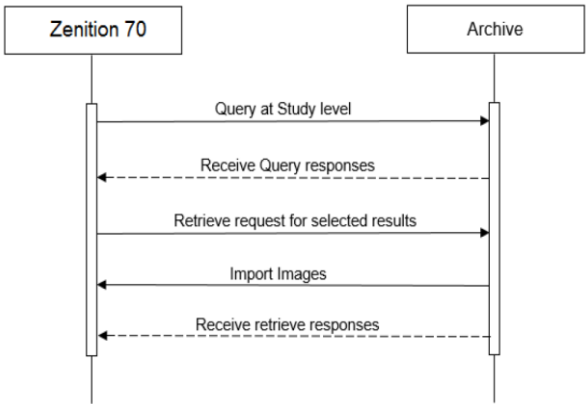 Zenition 70
Archive
Query at Study level
Receive Query responses
Retrieve request for selected results
Import Images
Receive retrieve responses